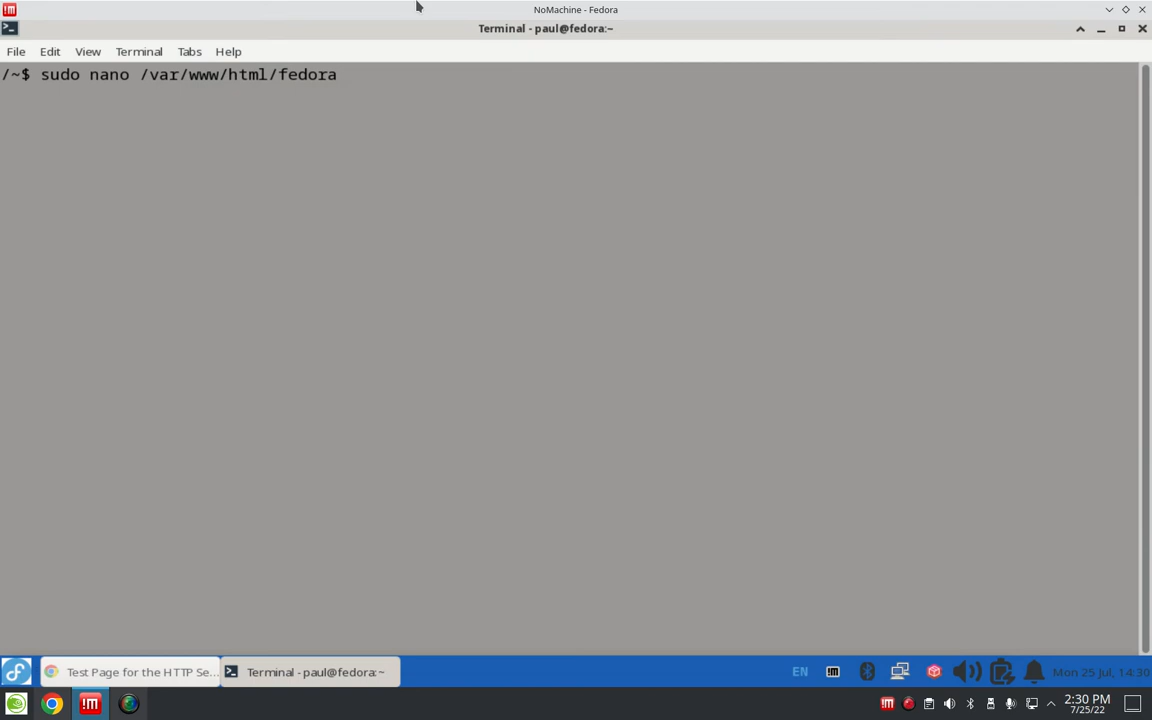 NoMachine - Fedora
Terminal - paul@fedora:~
File Edit View Terminal Tabs Help
/~$ sudo nano /var/www/html/fedora
Test Page for the HTTP Se... Terminal - paul@fedora: ~ EN !M Mon 25 Jul, 14:30
!M !M 2:30 PM
7/25/22